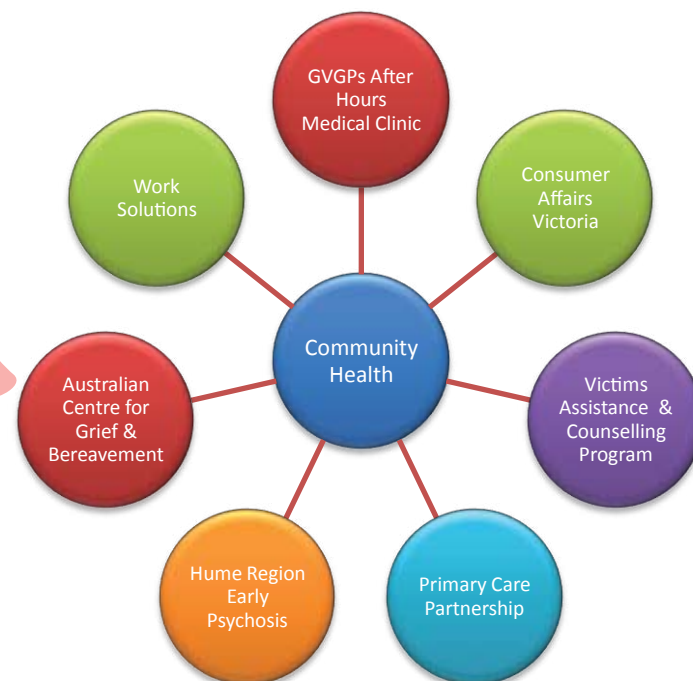 GVGPs After
Hours
Medical Clinic
Work
Solutions
Consumer
Affairs
Victoria
Community
Health
Australian
Centre for
Grief &
Bereavement
Victims
Assistance &
Counselling
Program
Hume Region
Early
Psychosis
Primary Care
Partnership